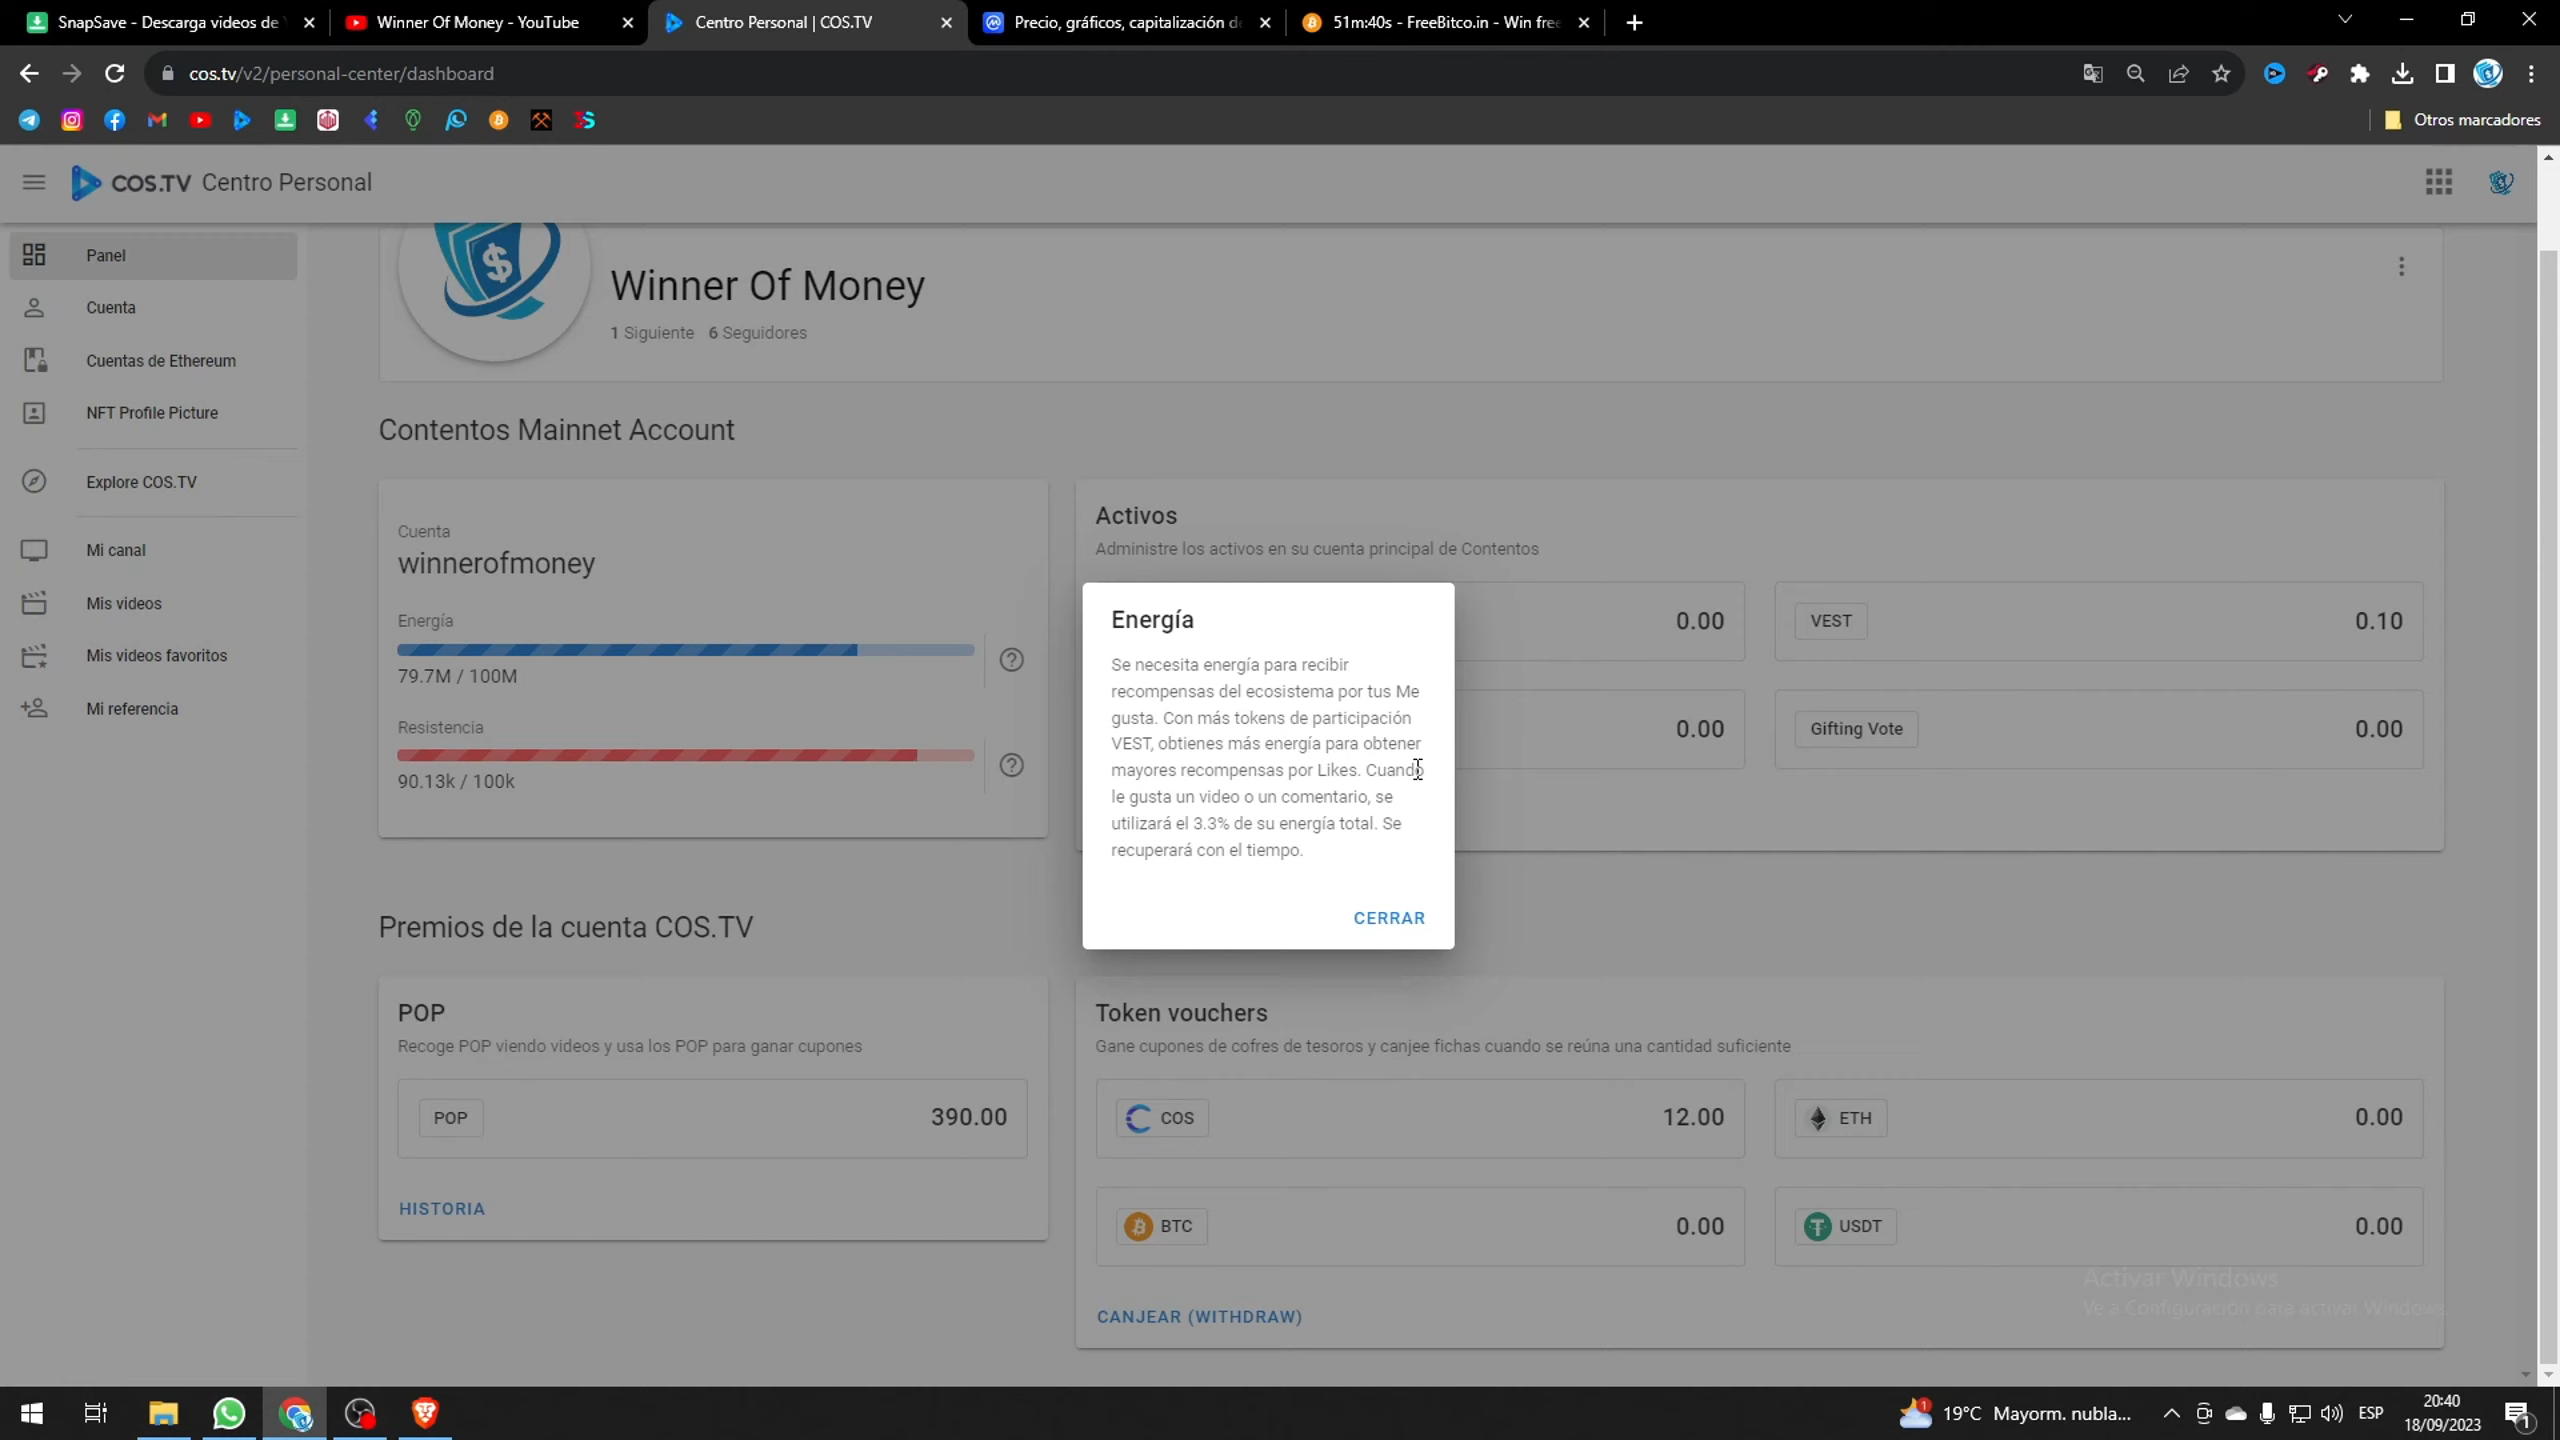 SnapSave - Descarga videos de
Winner Of Money - YouTube
Centro Personal | COS.TV
Precio, gráficos, capitalización de
51m:40s - FreeBitco.in - Win free
cos.tv/v2/personal-center/dashboard
Otros marcadores
COS.TV Centro Personal
Panel
Cuenta
Cuentas de Ethereum
NFT Profile Picture
Explore COS.TV
Mi canal
Mis videos
Mis videos favoritos
Mi referencia
Winner Of Money
1 Siguiente 6 Seguidores
Contentos Mainnet Account
Cuenta
winnerofmoney
Energía
79.7M / 100M
Resistencia
90.13k / 100k
Activos
Administre los activos en su cuenta principal de Contentos
0.00
VEST 0.10
0.00
Gifting Vote 0.00
Energía
Se necesita energía para recibir
recompensas del ecosistema por tus Me
gusta. Con más tokens de participación
VEST, obtienes más energía para obtener
mayores recompensas por Likes. Cuando
le gusta un video o un comentario, se
utilizará el 3.3% de su energía total. Se
recuperará con el tiempo.
CERRAR
Premios de la cuenta COS.TV
POP
Recoge POP viendo videos y usa los POP para ganar cupones
POP 390.00
HISTORIA
Token vouchers
Gane cupones de cofres de tesoros y canjee fichas cuando se reúna una cantidad suficiente
COS 12.00
ETH 0.00
BTC 0.00
USDT 0.00
CANJEAR (WITHDRAW)
Activar Windows
Ve a Configuración para activar Windows.
19°C Mayorm. nubla...
ESP
20:40
18/09/2023